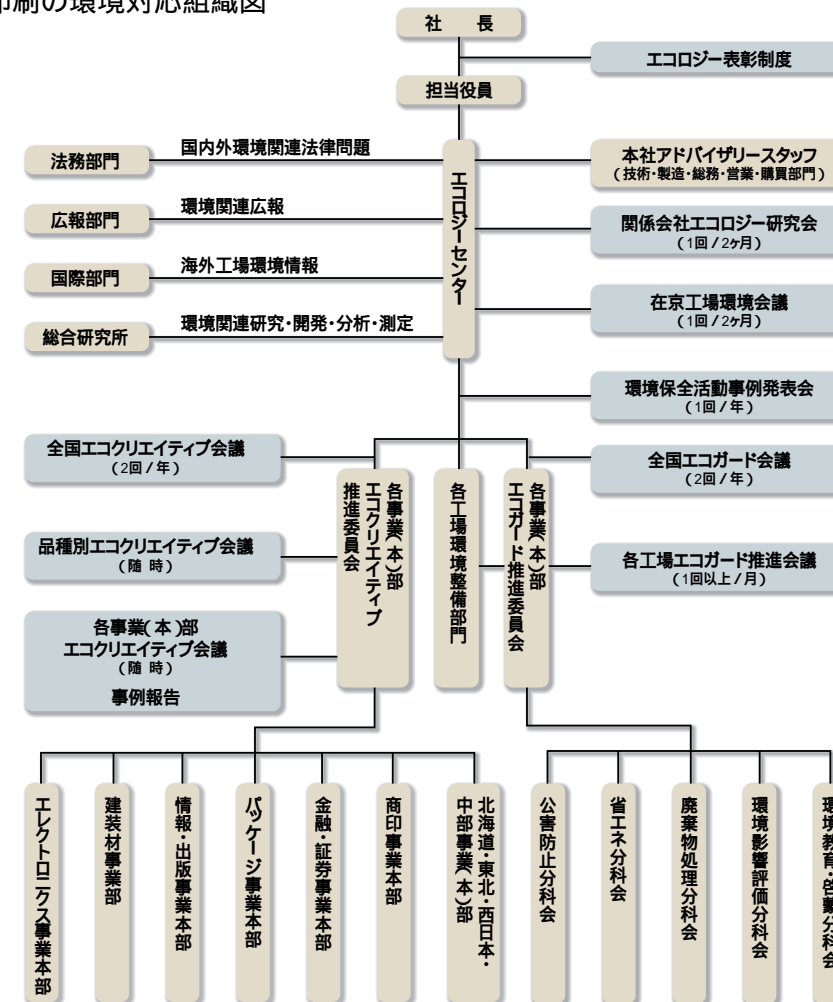 印刷の環境対応組織図
社 長
エコロジー表彰制度
担当役員
法務部門
国内外環境関連法律問題
広報部門
環境関連広報
国際部門
海外工場環境情報
総合研究所
環境関連研究・開発・分析・測定
エコロジーセンター
本社アドバイザリースタッフ
(技術・製造・総務・営業・購買部門)
関係会社エコロジー研究会
(1回/2ヶ月)
在京工場環境会議
(1回/2ヶ月)
環境保全活動事例発表会
(1回/年)
全国エコクリエイティブ会議
(2回/年)
全国エコガード会議
(2回/年)
品種別エコクリエイティブ会議
(随 時)
各事業(本)部
エコクリエイティブ会議
(随 時)
事例報告
各事業(本)部
エコクリエイティブ
推進委員会
各工場環境整備部門
各事業(本)部
エコガード推進委員会
各工場エコガード推進会議
(1回以上/月)
エレクトロニクス事業本部
建装材事業部
情報・出版事業本部
パッケージ事業本部
金融・証券事業本部
商印事業本部
北海道・東北・西日本・
中部事業(本)部
公害防止分科会
省エネ分科会
廃棄物処理分科会
環境影響評価分科会
環境教育・啓蒙分科会